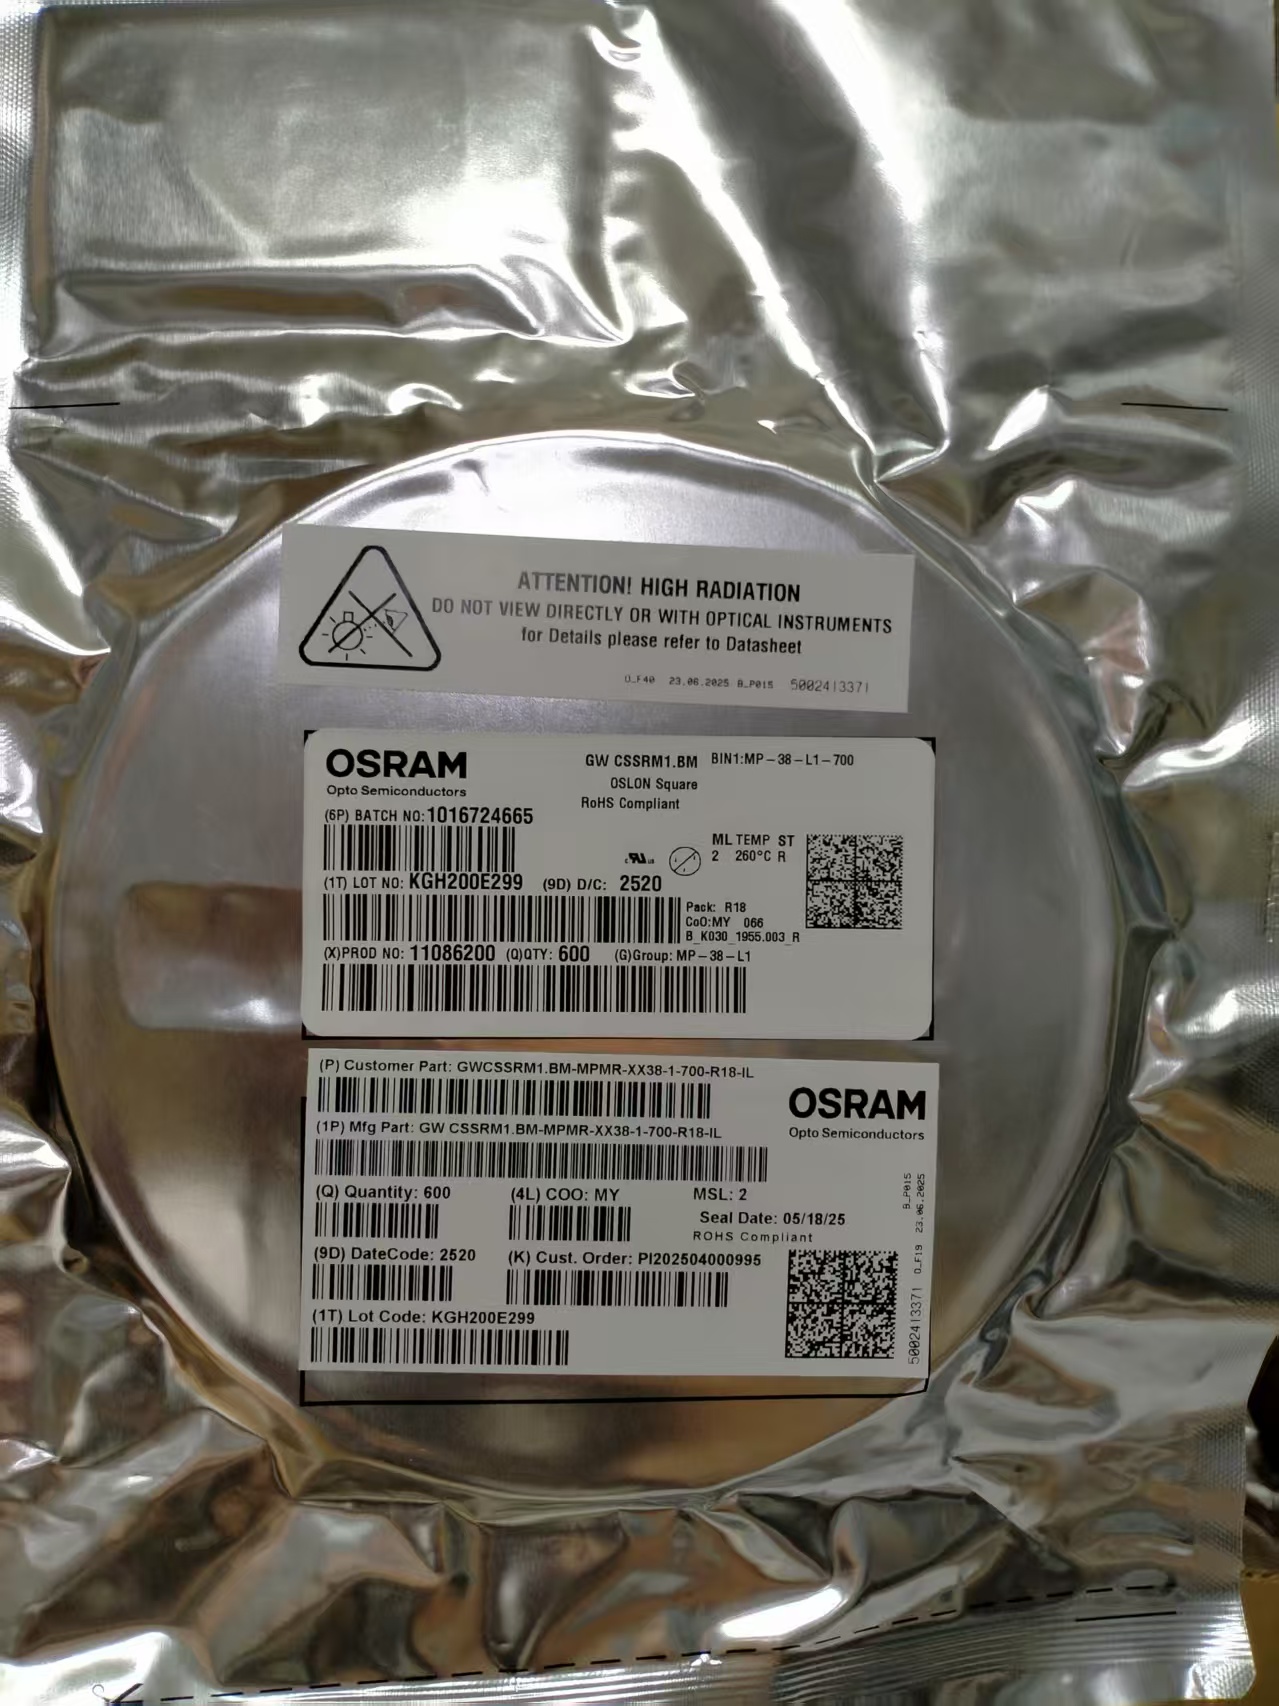 ATTENTION! HIGH RADIATION
DO NOT VIEW DIRECTLY OR WITH OPTICAL INSTRUMENTS
for Details please refer to Datasheet
O_F40 23.06.2025 B_P015 5002413371
OSRAM
Opto Semiconductors
GW CSSRM1.BM BIN1:MP-38-L1-700
OSLON Square
RoHS Compliant
(6P) BATCH NO:1016724665
ML TEMP ST
2 260°C R
(1T) LOT NO: KGH200E299 (9D) D/C: 2520
Pack: R18
CoO:MY 066
B_K030_1955.003_R
(X)PROD NO: 11086200 (Q)QTY: 600 (G)Group: MP-38-L1
(P) Customer Part: GWCSSRM1.BM-MPMR-XX38-1-700-R18-IL
OSRAM
Opto Semiconductors
(1P) Mfg Part: GW CSSRM1.BM-MPMR-XX38-1-700-R18-IL
(Q) Quantity: 600 (4L) COO: MY MSL: 2
Seal Date: 05/18/25
ROHS Compliant
(9D) DateCode: 2520 (K) Cust. Order: PI202504000995
(1T) Lot Code: KGH200E299
B_P015
5002413371 O_F19 23.06.2025